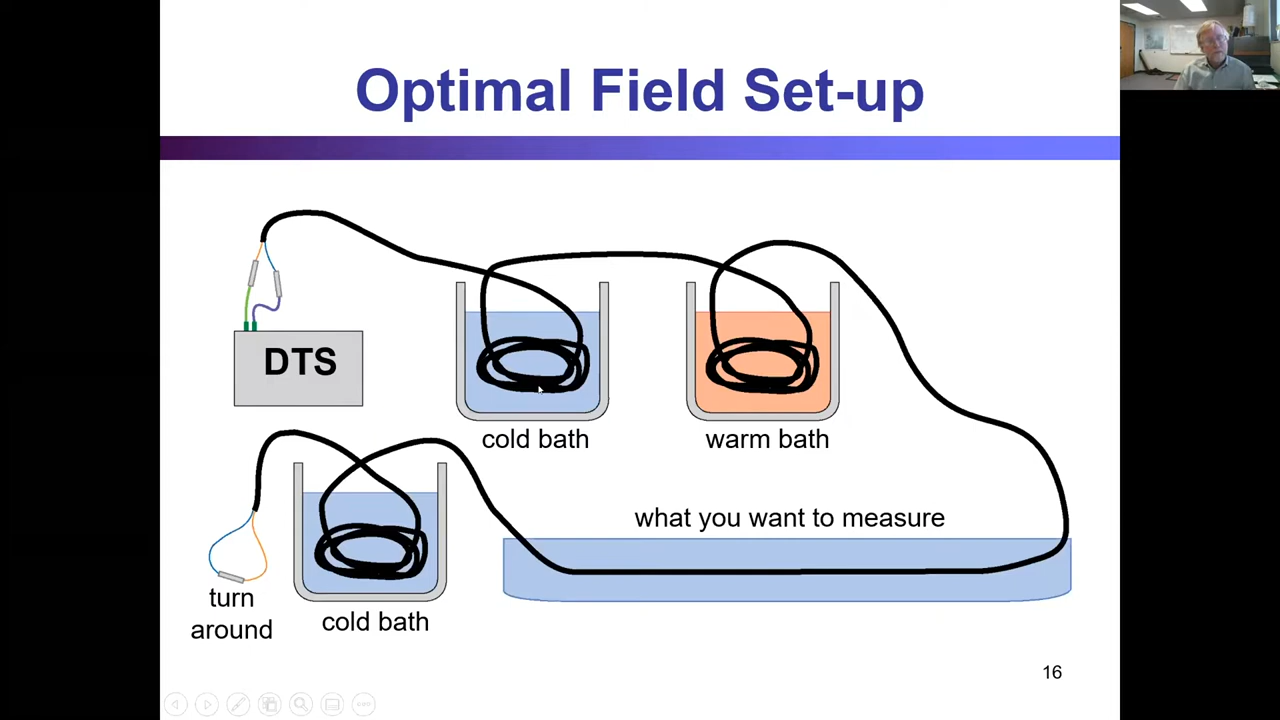 Optimal Field Set-up
DTS
cold bath
warm bath
what you want to measure
turn
around
cold bath
16